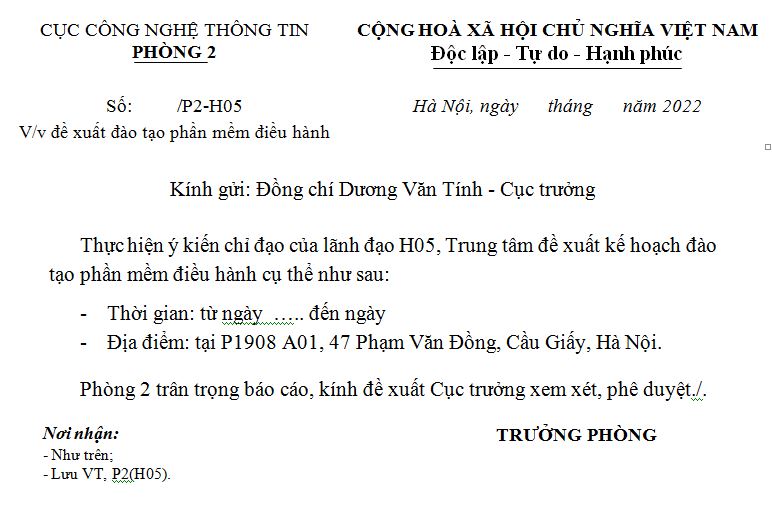 CỤC CÔNG NGHỆ THÔNG TIN
PHÒNG 2
CỘNG HOÀ XÃ HỘI CHỦ NGHĨA VIỆT NAM
Độc lập - Tự do - Hạnh phúc
Số: /P2-H05
V/v đề xuất đào tạo phần mềm điều hành
Hà Nội, ngày tháng năm 2022
Kính gửi: Đồng chí Dương Văn Tính - Cục trưởng
Thực hiện ý kiến chỉ đạo của lãnh đạo H05, Trung tâm đề xuất kế hoạch đào
tạo phần mềm điều hành cụ thể như sau:
- Thời gian: từ ngày ….. đến ngày
- Địa điểm: tại P1908 A01, 47 Phạm Văn Đồng, Cầu Giấy, Hà Nội.
Phòng 2 trân trọng báo cáo, kính đề xuất Cục trưởng xem xét, phê duyệt./.
Nơi nhận:
- Như trên;
- Lưu VT, P2(H05).
TRƯỞNG PHÒNG